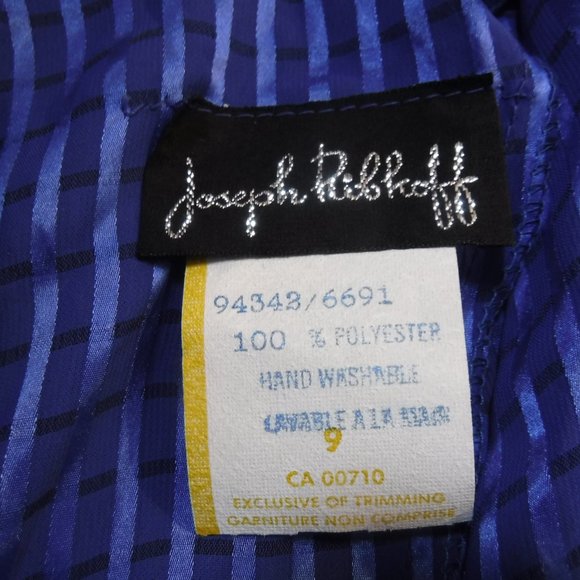 Joseph Ribkoff
94342/6691
100 % POLYESTER
HAND WASHABLE
LAVABLE A LA MAIN
9
CA 00710
EXCLUSIVE OF TRIMMING
GARNITURE NON COMPRISE